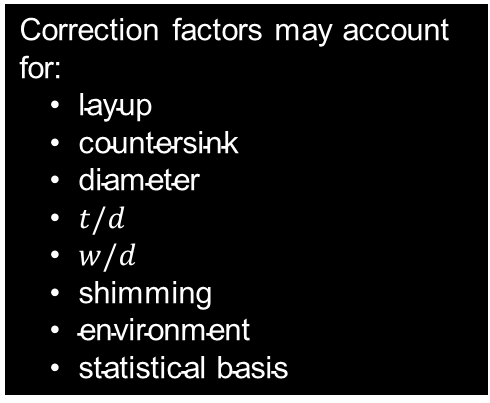 Correction factors may account
for:
• layup
• countersink
• diameter
• t/d
• w/d
• shimming
• environment
• statistical basis